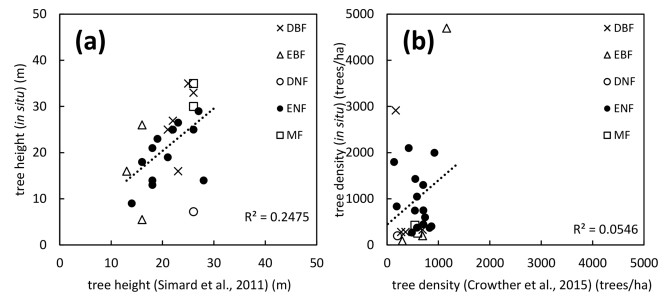 (a)
DBF
EBF
DNF
ENF
MF
R² = 0.2475
50
40
30
20
10
0
0 10 20 30 40 50
tree height (in situ) (m)
tree height (Simard et al., 2011) (m)
(b)
DBF
EBF
DNF
ENF
MF
R² = 0.0546
5000
4000
3000
2000
1000
0
0 1000 2000 3000 4000 5000
tree density (in situ) (trees/ha)
tree density (Crowther et al., 2015) (trees/ha)